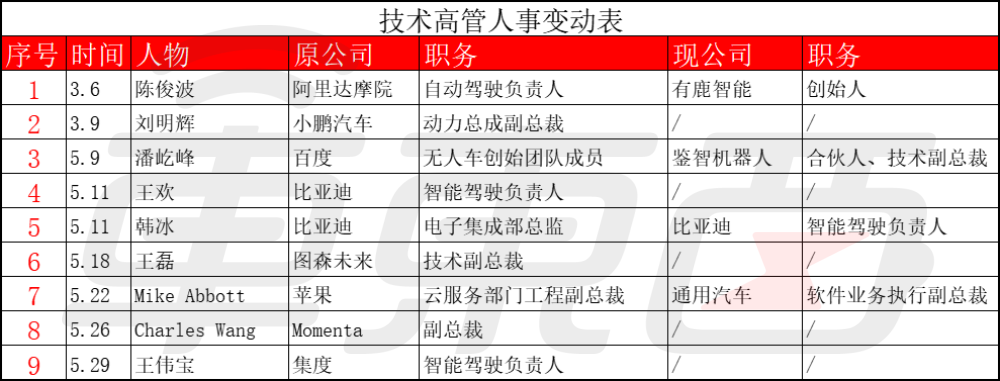 技术高管人事变动表
序号 时间 人物 原公司 职务 现公司 职务
1 3.6 陈俊波 阿里达摩院 自动驾驶负责人 有鹿智能 创始人
2 3.9 刘明辉 小鹏汽车 动力总成副总裁 / /
3 5.9 潘屹峰 百度 无人车创始团队成员 鉴智机器人 合伙人、技术副总裁
4 5.11 王欢 比亚迪 智能驾驶负责人 / /
5 5.11 韩冰 比亚迪 电子集成部总监 比亚迪 智能驾驶负责人
6 5.18 王磊 图森未来 技术副总裁 / /
7 5.22 Mike Abbott 苹果 云服务部门工程副总裁 通用汽车 软件业务执行副总裁
8 5.26 Charles Wang Momenta 副总裁 / /
9 5.29 王伟宝 集度 智能驾驶负责人 / /
车东西